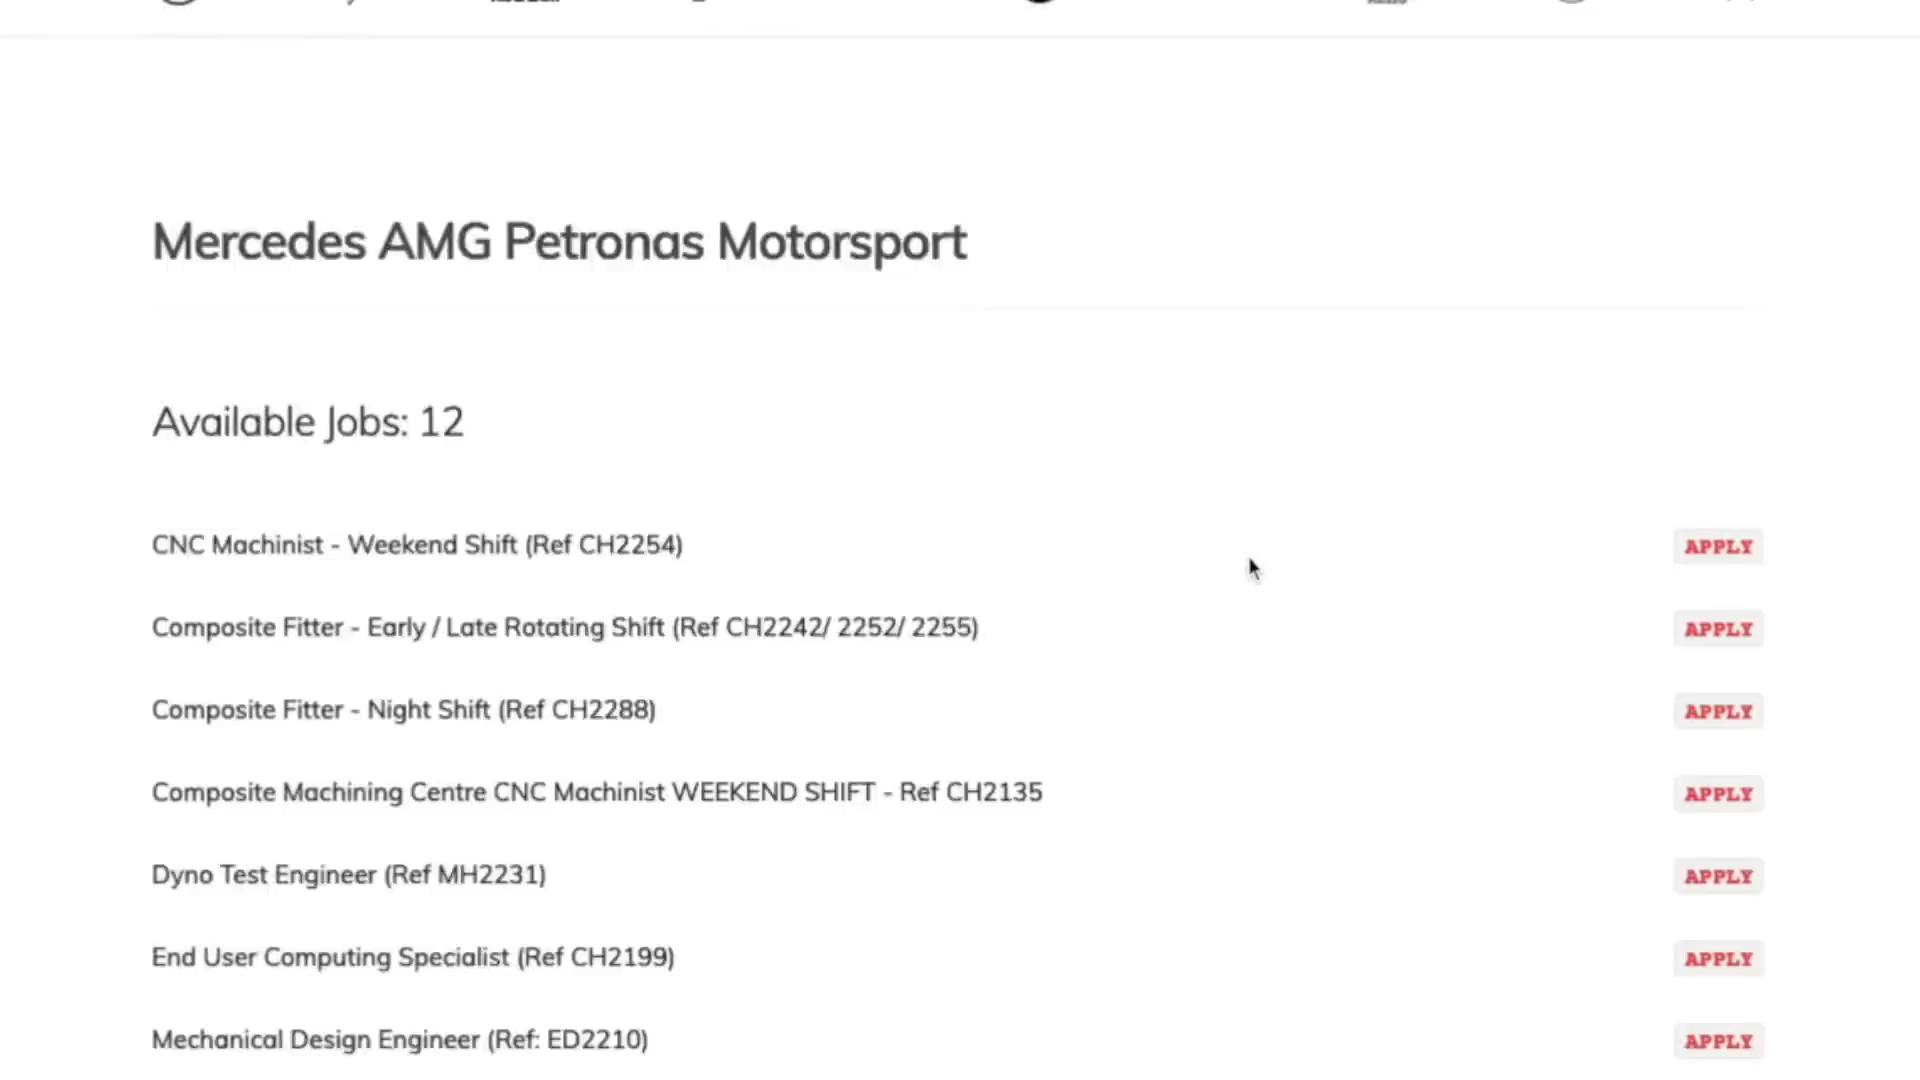 Mercedes AMG Petronas Motorsport
Available Jobs: 12
CNC Machinist - Weekend Shift (Ref CH2254) APPLY
Composite Fitter - Early / Late Rotating Shift (Ref CH2242/ 2252/ 2255) APPLY
Composite Fitter - Night Shift (Ref CH2288) APPLY
Composite Machining Centre CNC Machinist WEEKEND SHIFT - Ref CH2135 APPLY
Dyno Test Engineer (Ref MH2231) APPLY
End User Computing Specialist (Ref CH2199) APPLY
Mechanical Design Engineer (Ref: ED2210) APPLY